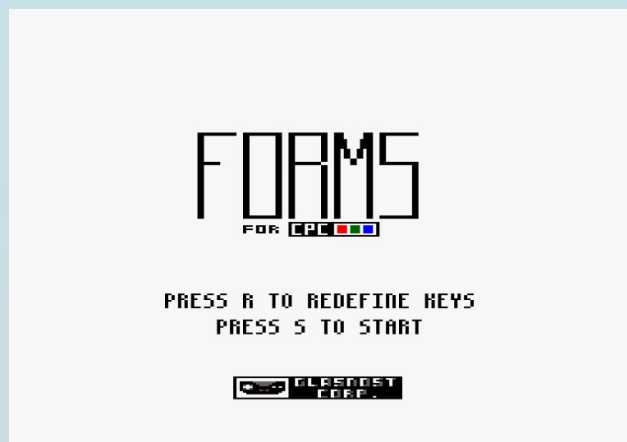 FORMS
FOR CPC
PRESS R TO REDEFINE KEYS
PRESS S TO START
GLASNOST
CORP.